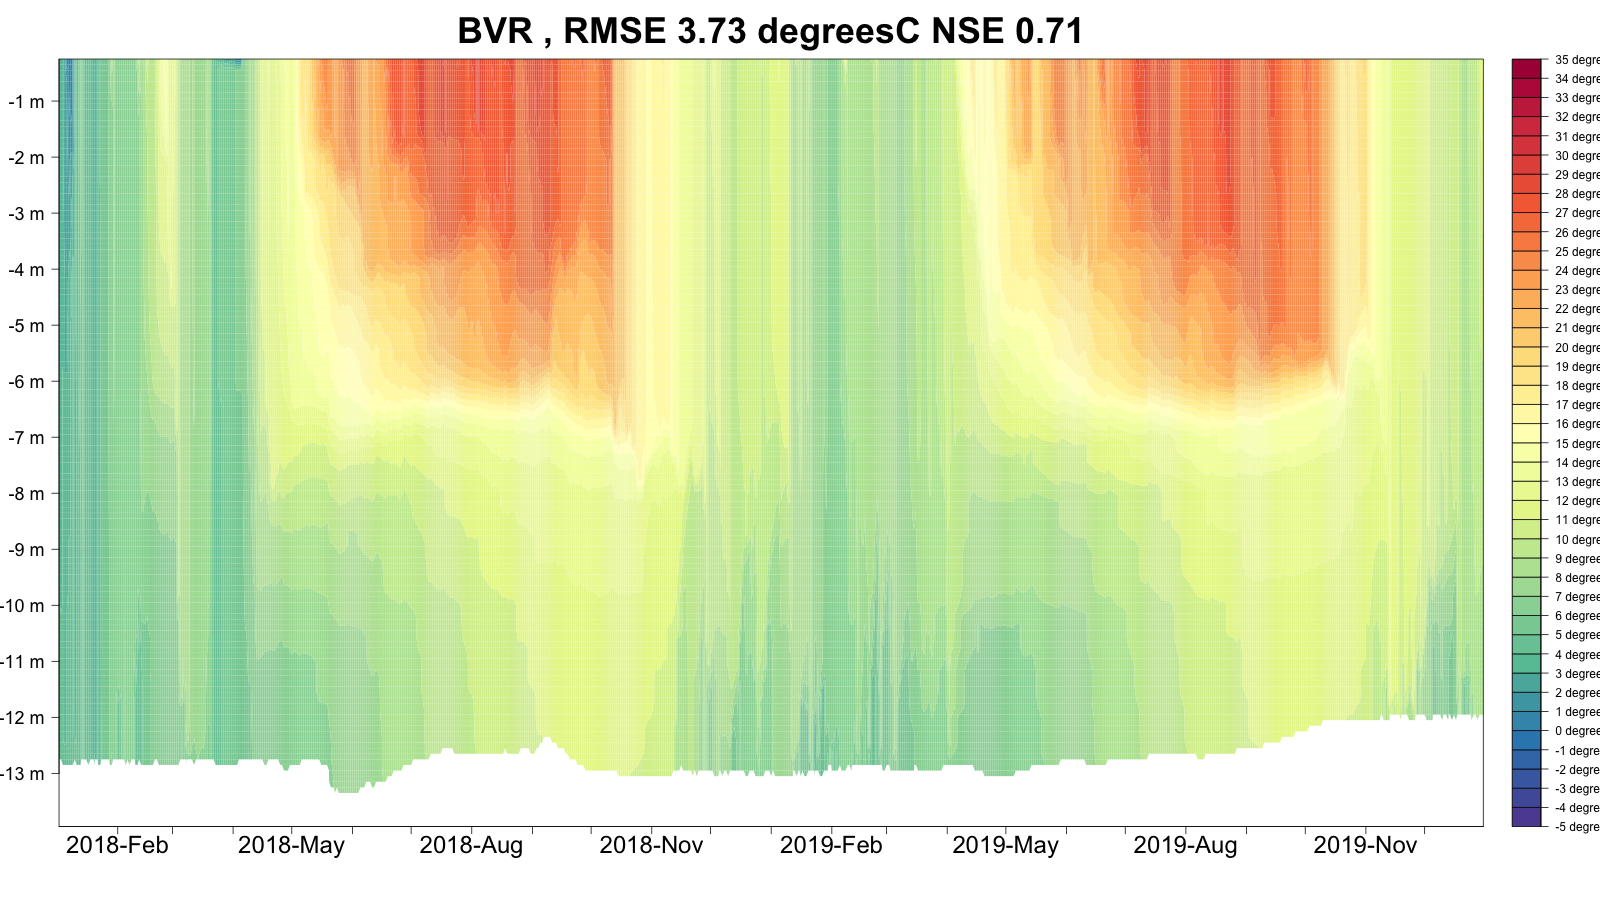 BVR , RMSE 3.73 degreesC NSE 0.71
-1 m
-2 m
-3 m
-4 m
-5 m
-6 m
-7 m
-8 m
-9 m
-10 m
-11 m
-12 m
-13 m
2018-Feb
2018-May
2018-Aug
2018-Nov
2019-Feb
2019-May
2019-Aug
2019-Nov
35 degre
34 degre
33 degre
32 degre
31 degre
30 degre
29 degre
28 degre
27 degre
26 degre
25 degre
24 degre
23 degre
22 degre
21 degre
20 degre
19 degre
18 degre
17 degre
16 degre
15 degre
14 degre
13 degre
12 degre
11 degre
10 degre
9 degree
8 degree
7 degree
6 degree
5 degree
4 degree
3 degree
2 degree
1 degree
0 degree
-1 degre
-2 degre
-3 degre
-4 degre
-5 degre